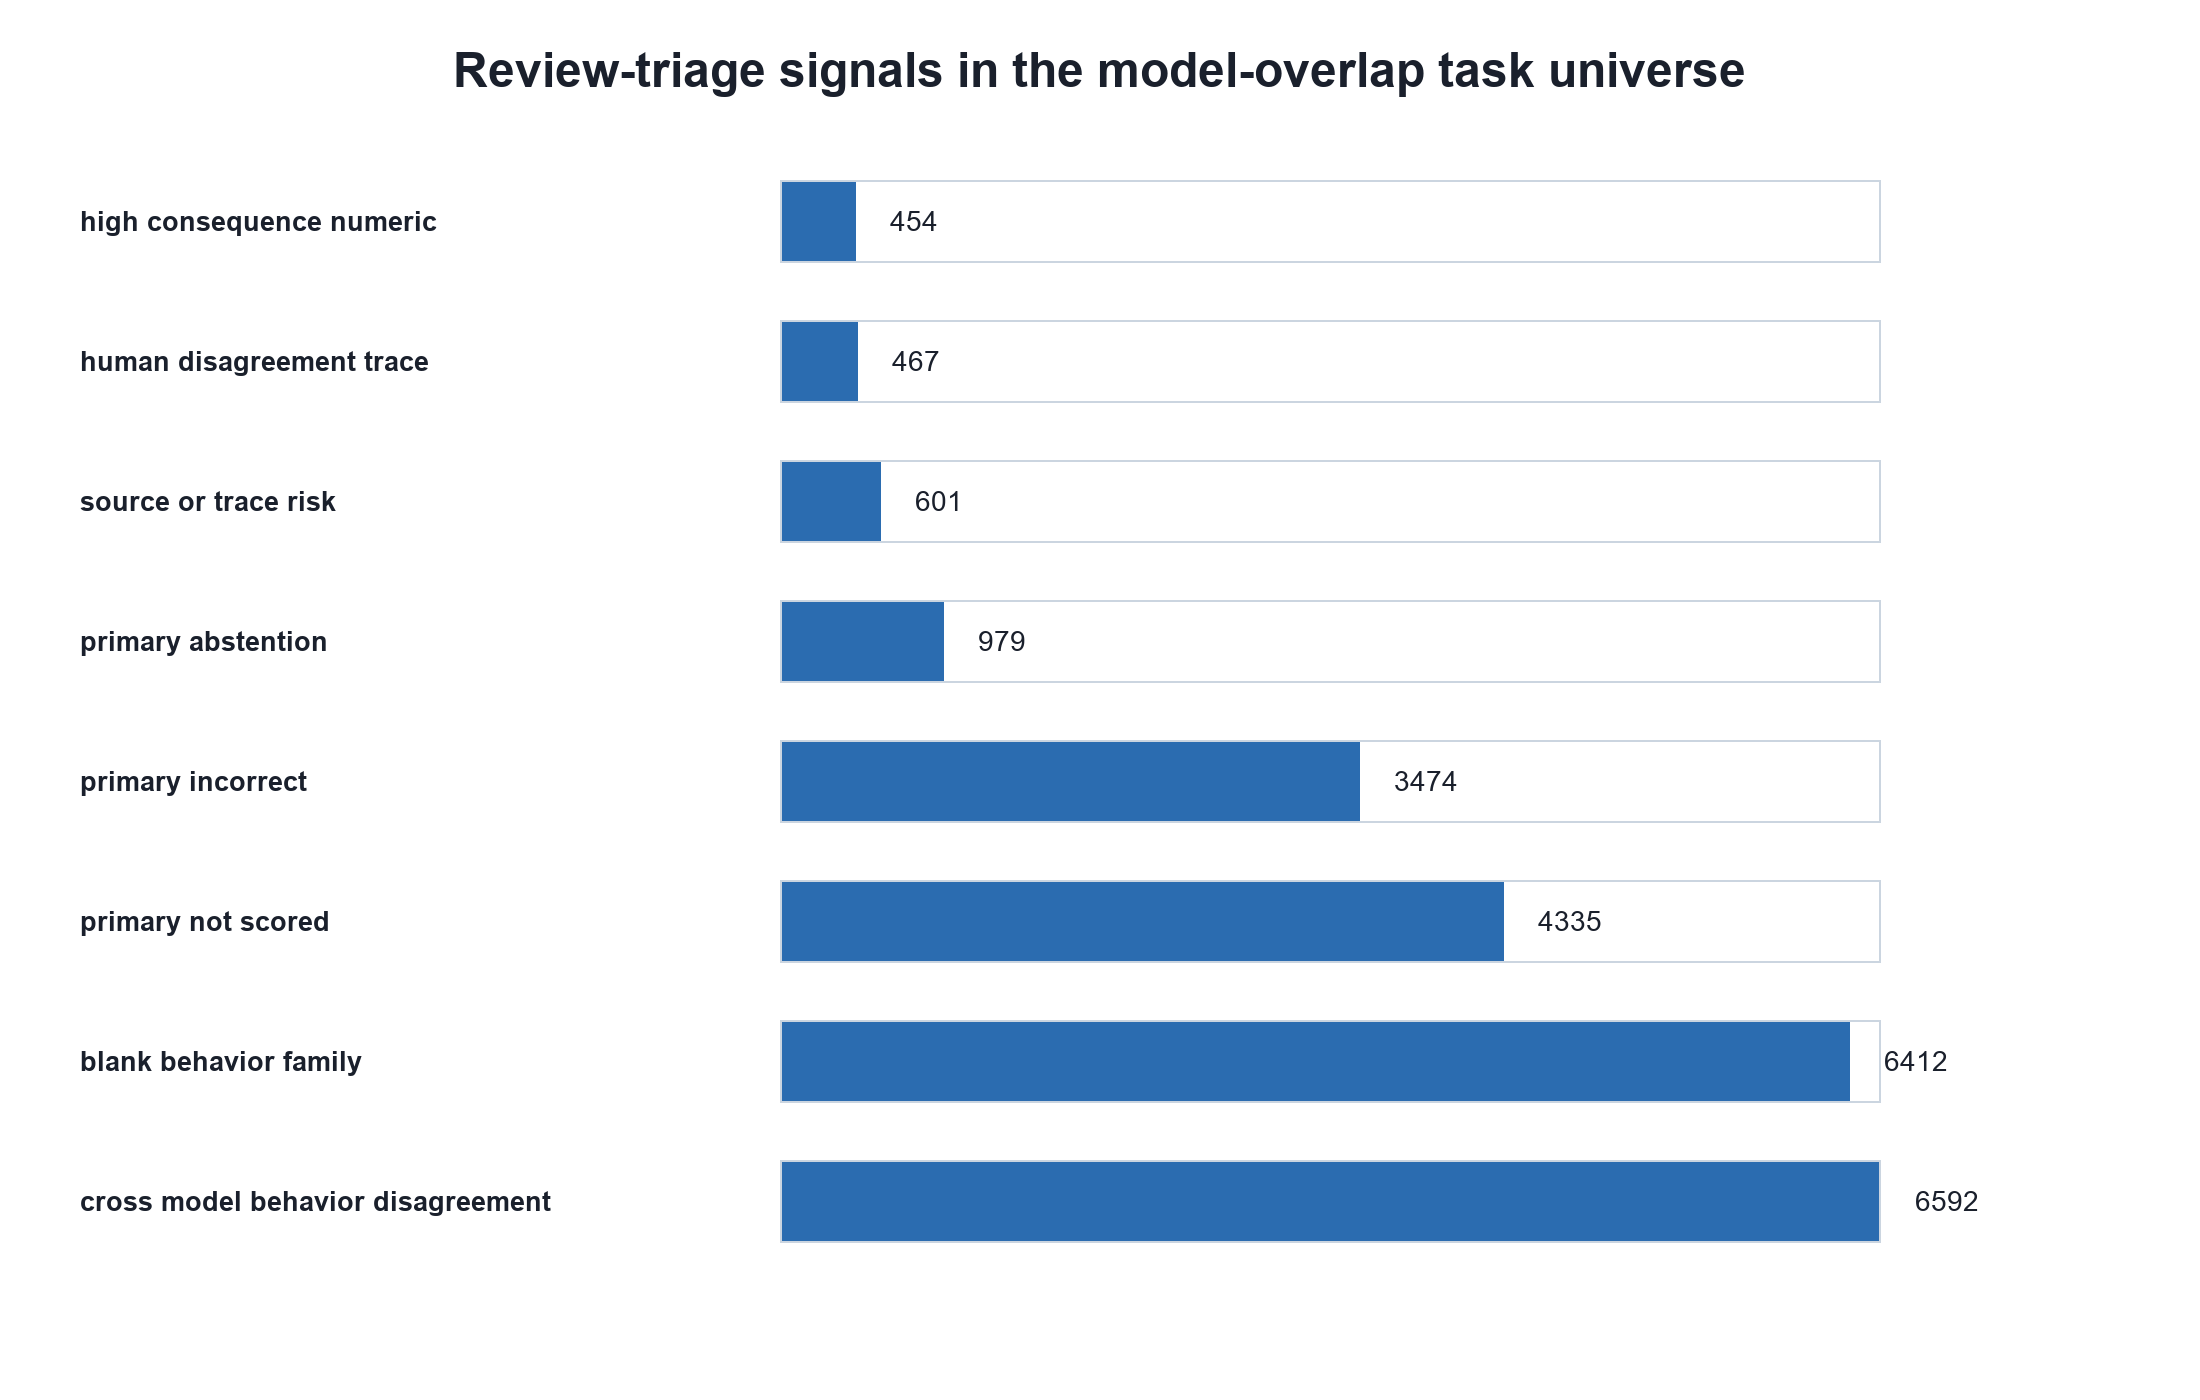 Review-triage signals in the model-overlap task universe
high consequence numeric 454
human disagreement trace 467
source or trace risk 601
primary abstention 979
primary incorrect 3474
primary not scored 4335
blank behavior family 6412
cross model behavior disagreement 6592